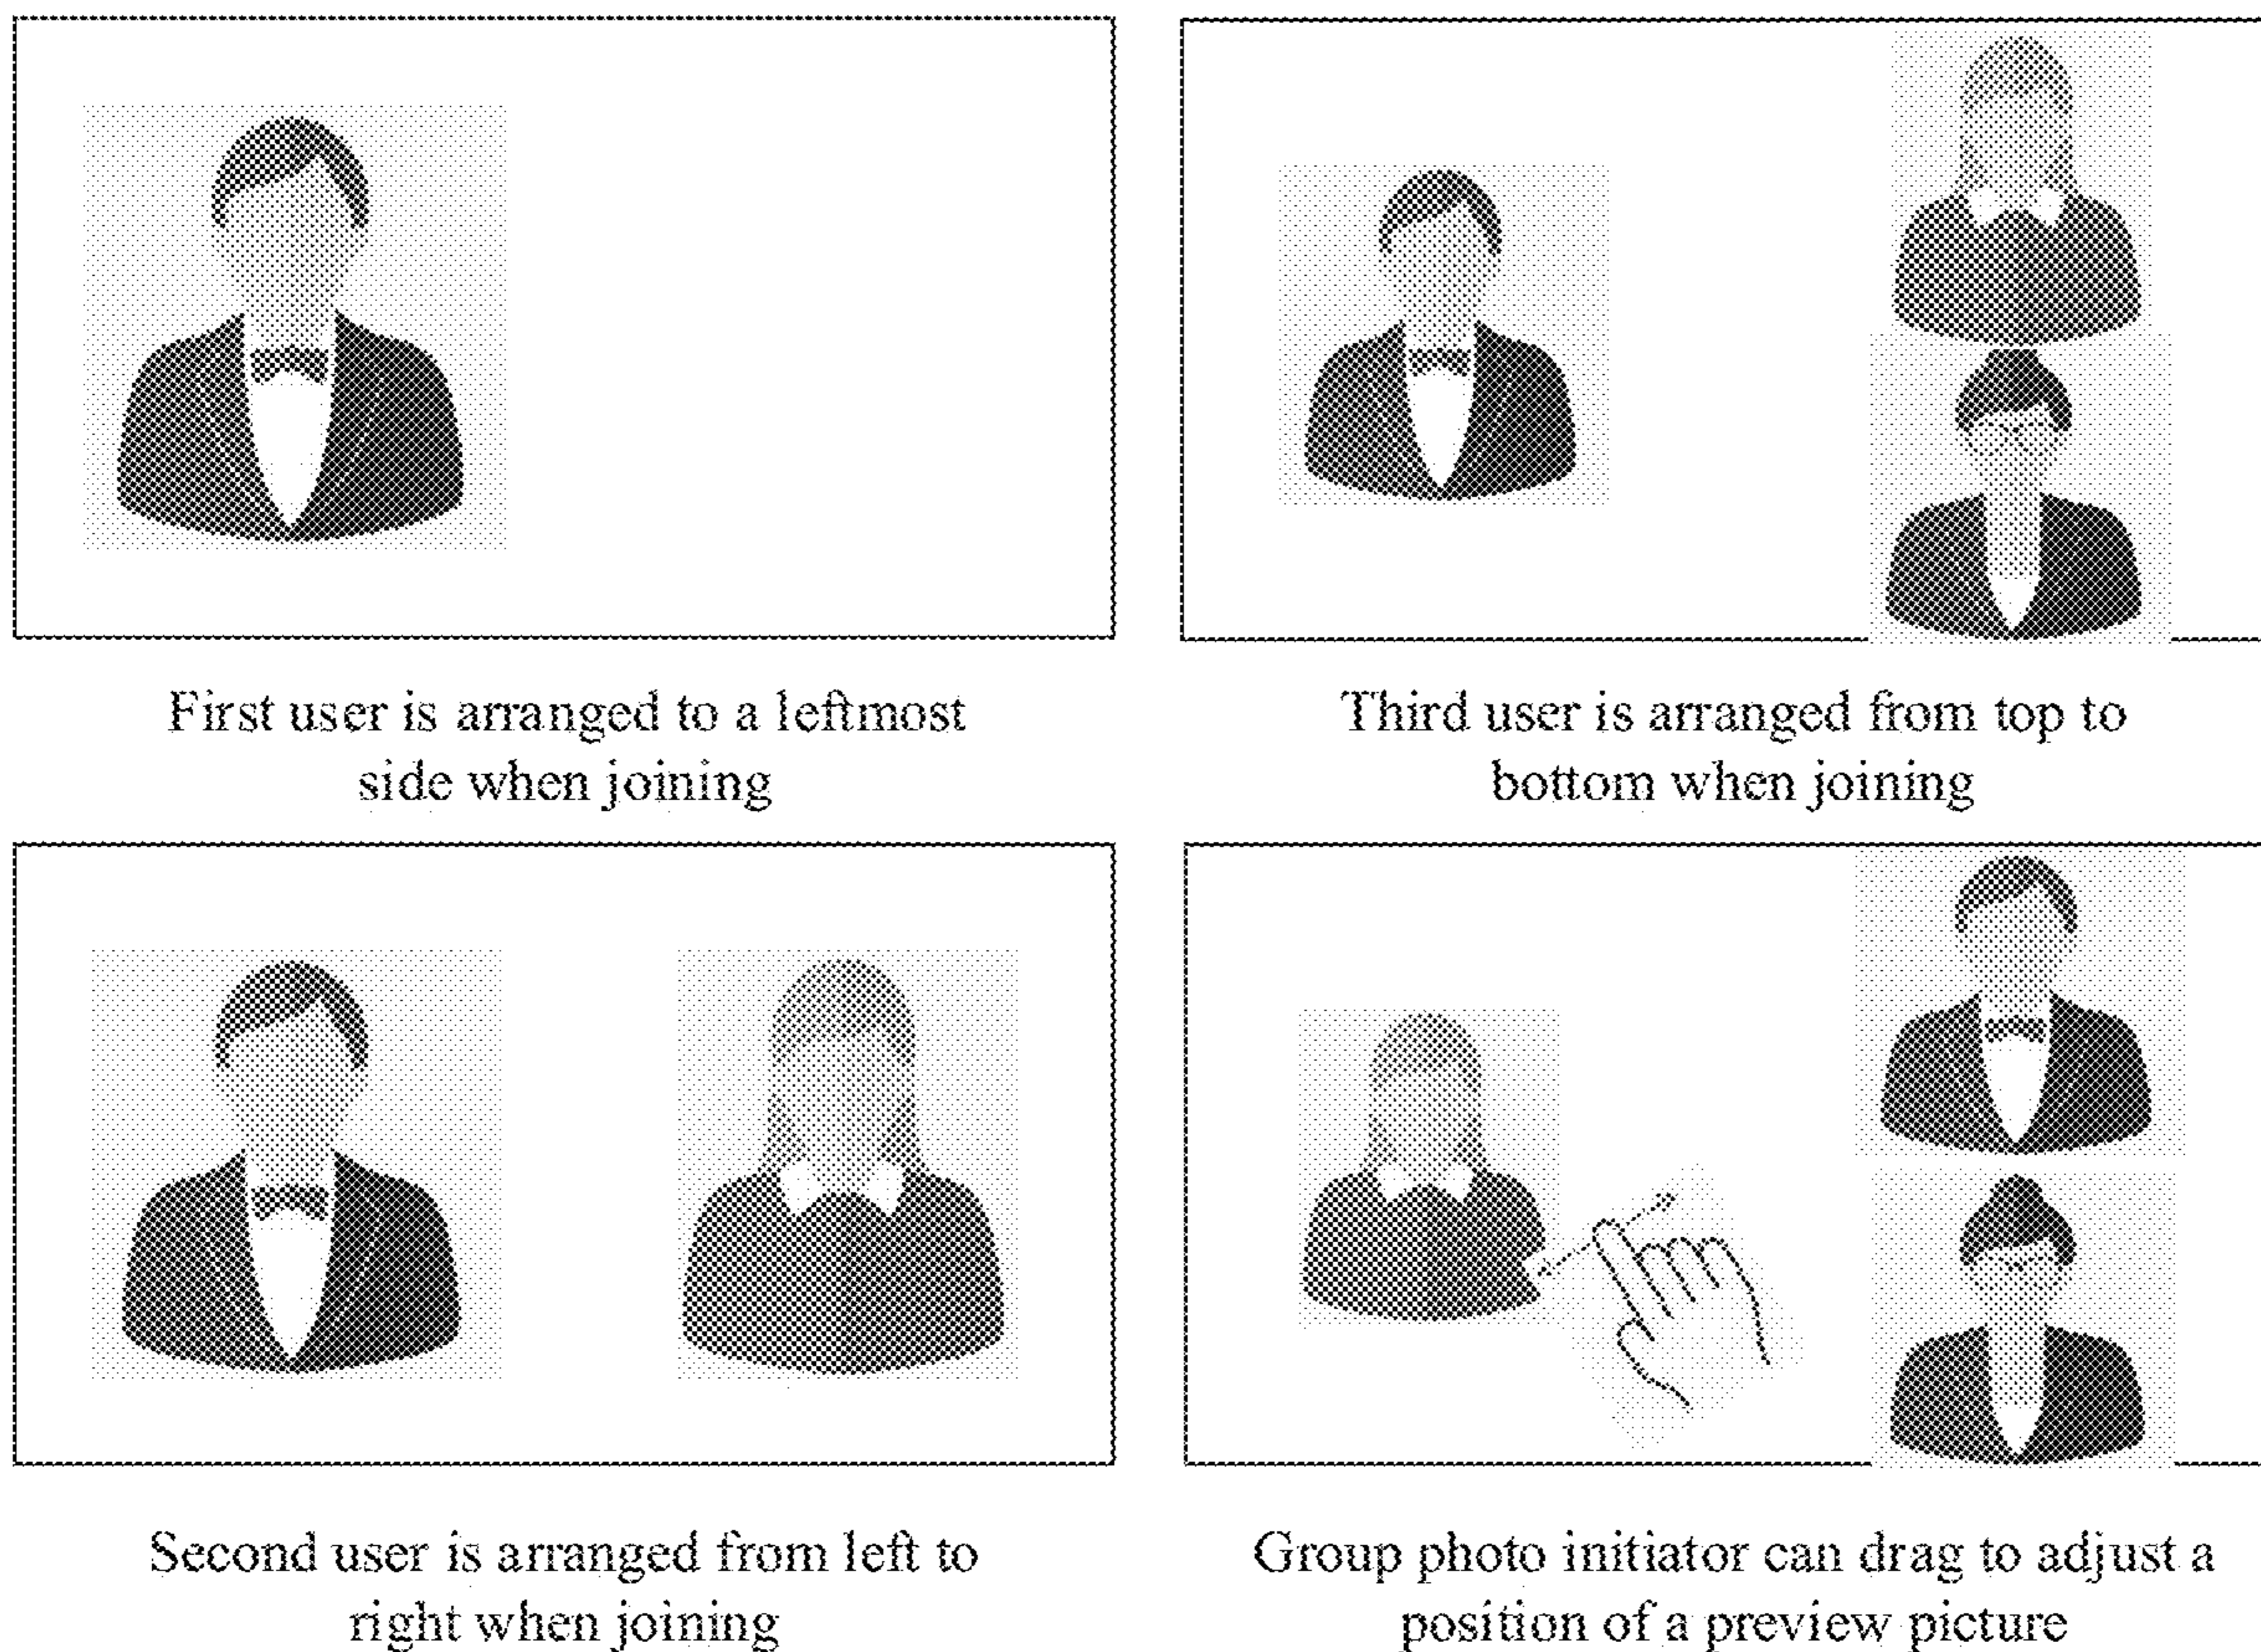 First user is arranged to a leftmost
side when joining
Third user is arranged from top to
bottom when joining
Second user is arranged from left to
right when joining
Group photo initiator can drag to adjust a
position of a preview picture